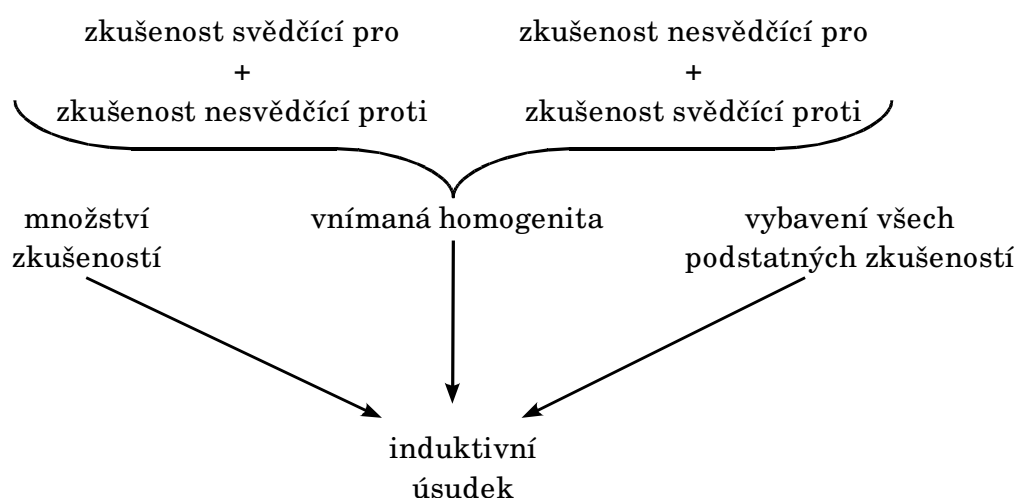 zkušenost svědčící pro
+
zkušenost nesvědčící proti
zkušenost nesvědčící pro
+
zkušenost svědčící proti
množství
zkušeností
vnímaná homogenita
vybavení všech
podstatných zkušeností
induktivní
úsudek